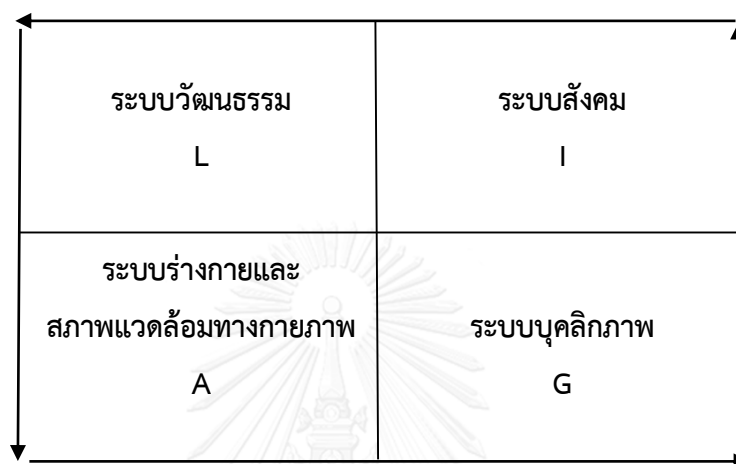 ระบบวัฒนธรรม
L
ระบบสังคม
I
ระบบร่างกายและ
สภาพแวดล้อมทางกายภาพ
A
ระบบบุคลิกภาพ
G